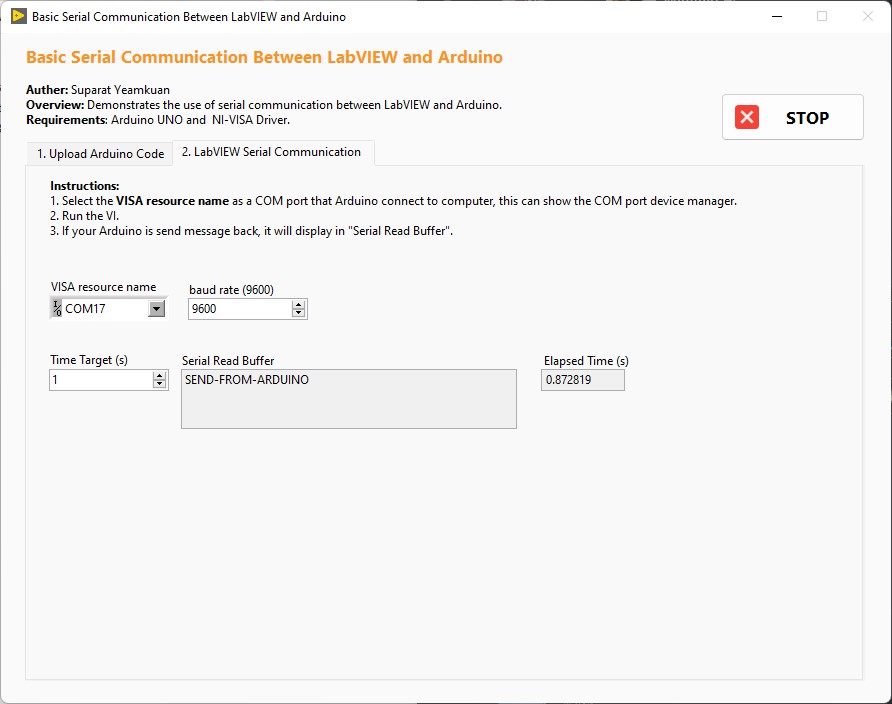 Basic Serial Communication Between LabVIEW and Arduino
Basic Serial Communication Between LabVIEW and Arduino
Auther: Suparat Yeamkuan
Overview: Demonstrates the use of serial communication between LabVIEW and Arduino.
Requirements: Arduino UNO and NI-VISA Driver.
STOP
1. Upload Arduino Code
2. LabVIEW Serial Communication
Instructions:
1. Select the VISA resource name as a COM port that Arduino connect to computer, this can show the COM port device manager.
2. Run the VI.
3. If your Arduino is send message back, it will display in "Serial Read Buffer".
VISA resource name
baud rate (9600)
I/O COM17
9600
Time Target (s)
Serial Read Buffer
Elapsed Time (s)
1
SEND-FROM-ARDUINO
0.872819